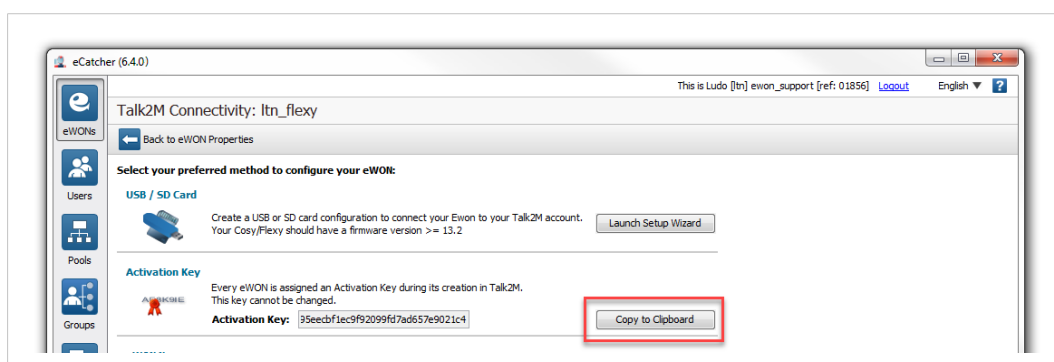 eCatcher (6.4.0)
This is Ludo [ltn] ewon_support [ref: 01856] Logout English ▼ ?
Talk2M Connectivity: ltn_flexy
eWONs
Back to eWON Properties
Select your preferred method to configure your eWON:
Users
USB / SD Card
Create a USB or SD card configuration to connect your Ewon to your Talk2M account.
Your Cosy/Flexy should have a firmware version >= 13.2
Launch Setup Wizard
Pools
Activation Key
Every eWON is assigned an Activation Key during its creation in Talk2M.
This key cannot be changed.
Activation Key: 95eecbf1ec9f92099fd7ad657e9021c4
Copy to Clipboard
Groups